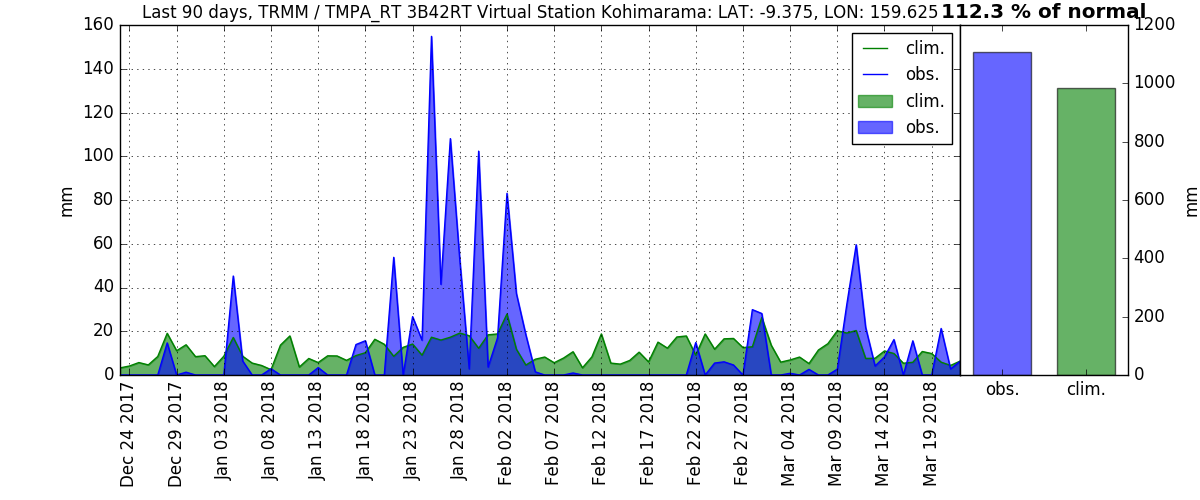 Last 90 days, TRMM / TMPA_RT 3B42RT Virtual Station Kohimarama: LAT: -9.375, LON: 159.625 112.3 % of normal
160
140
120
100
80
60
40
20
0
mm
clim.
obs.
clim.
obs.
Dec 24 2017
Dec 29 2017
Jan 03 2018
Jan 08 2018
Jan 13 2018
Jan 18 2018
Jan 23 2018
Jan 28 2018
Feb 02 2018
Feb 07 2018
Feb 12 2018
Feb 17 2018
Feb 22 2018
Feb 27 2018
Mar 04 2018
Mar 09 2018
Mar 14 2018
Mar 19 2018
1200
1000
800
600
400
200
0
mm
obs.
clim.